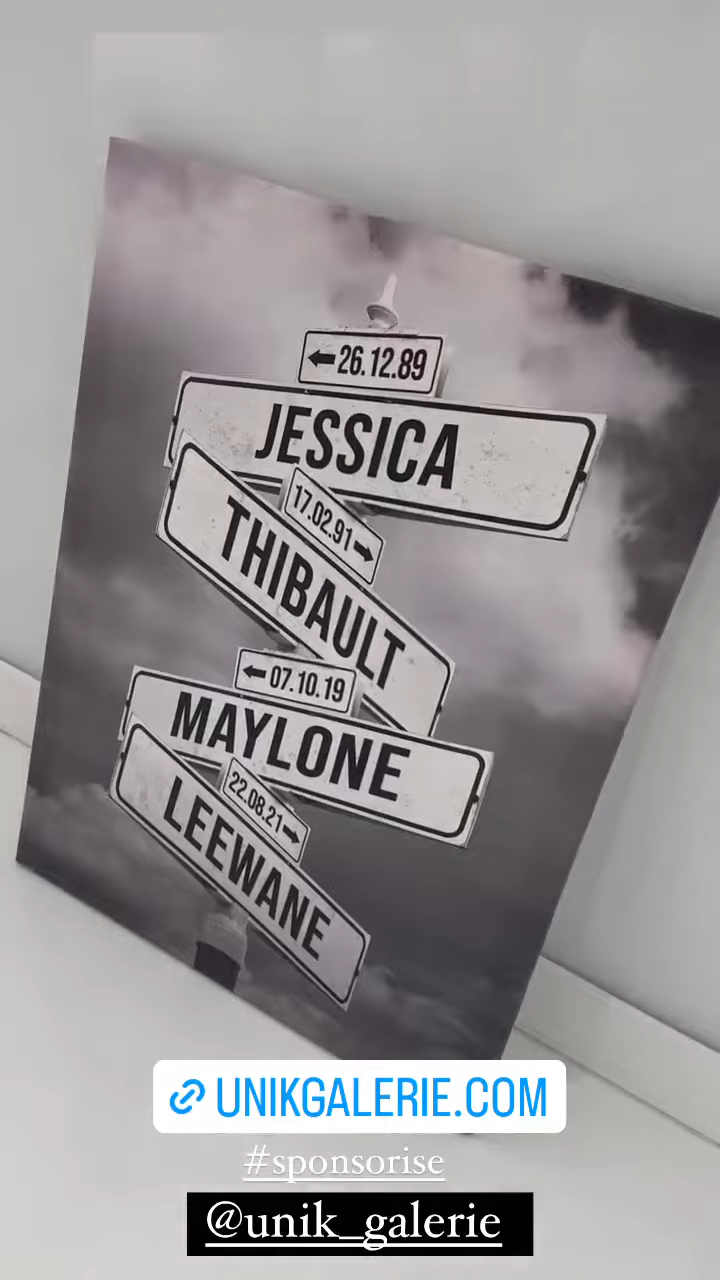 26.12.89
JESSICA
17.02.91
THIBAULT
07.10.19
MAYLONE
22.08.21
LEEWANE
UNIKGALERIE.COM
#sponsorise
@unik_galerie